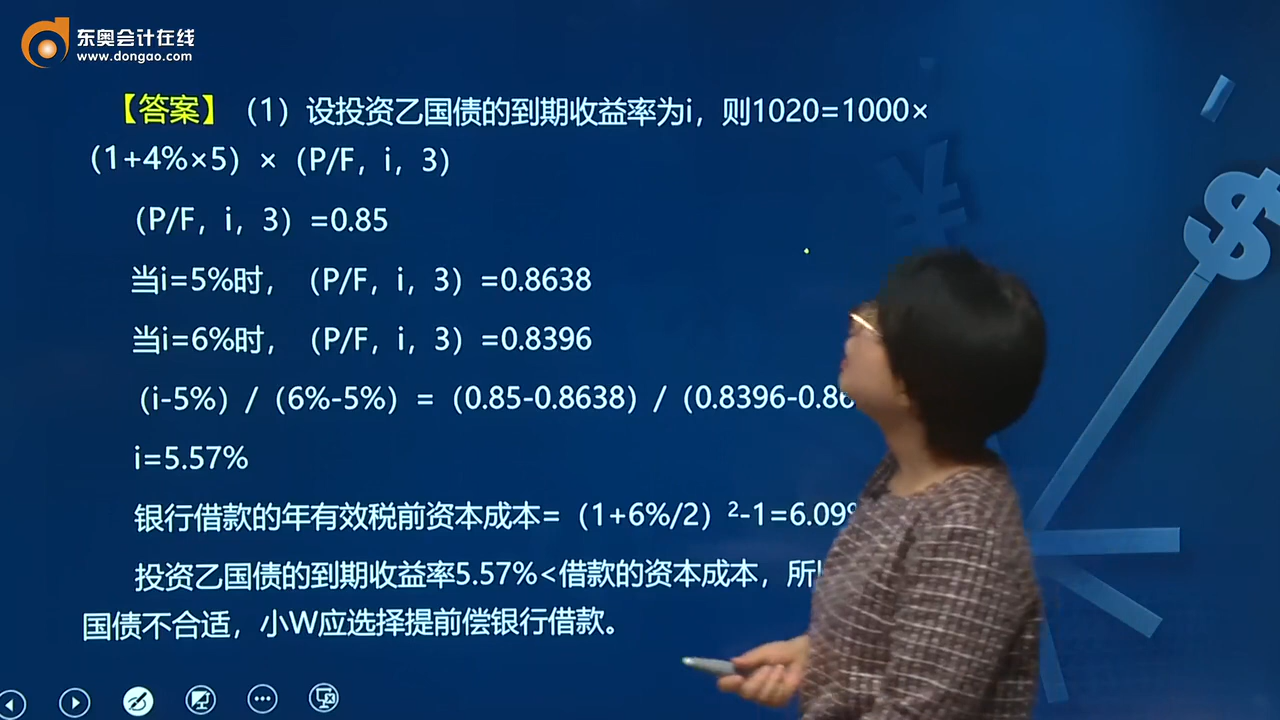 东奥会计在线
www.dongao.com
【答案】（1）设投资乙国债的到期收益率为i，则1020=1000×
（1+4%×5）×（P/F，i，3）
（P/F，i，3）=0.85
当i=5%时，（P/F，i，3）=0.8638
当i=6%时，（P/F，i，3）=0.8396
（i-5%）/（6%-5%）=（0.85-0.8638）/（0.8396-0.86
i=5.57%
银行借款的年有效税前资本成本=（1+6%/2）²-1=6.09%
投资乙国债的到期收益率5.57%<借款的资本成本，所
国债不合适，小W应选择提前偿银行借款。